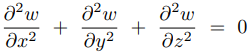 ∂²w/∂x² + ∂²w/∂y² + ∂²w/∂z² = 0